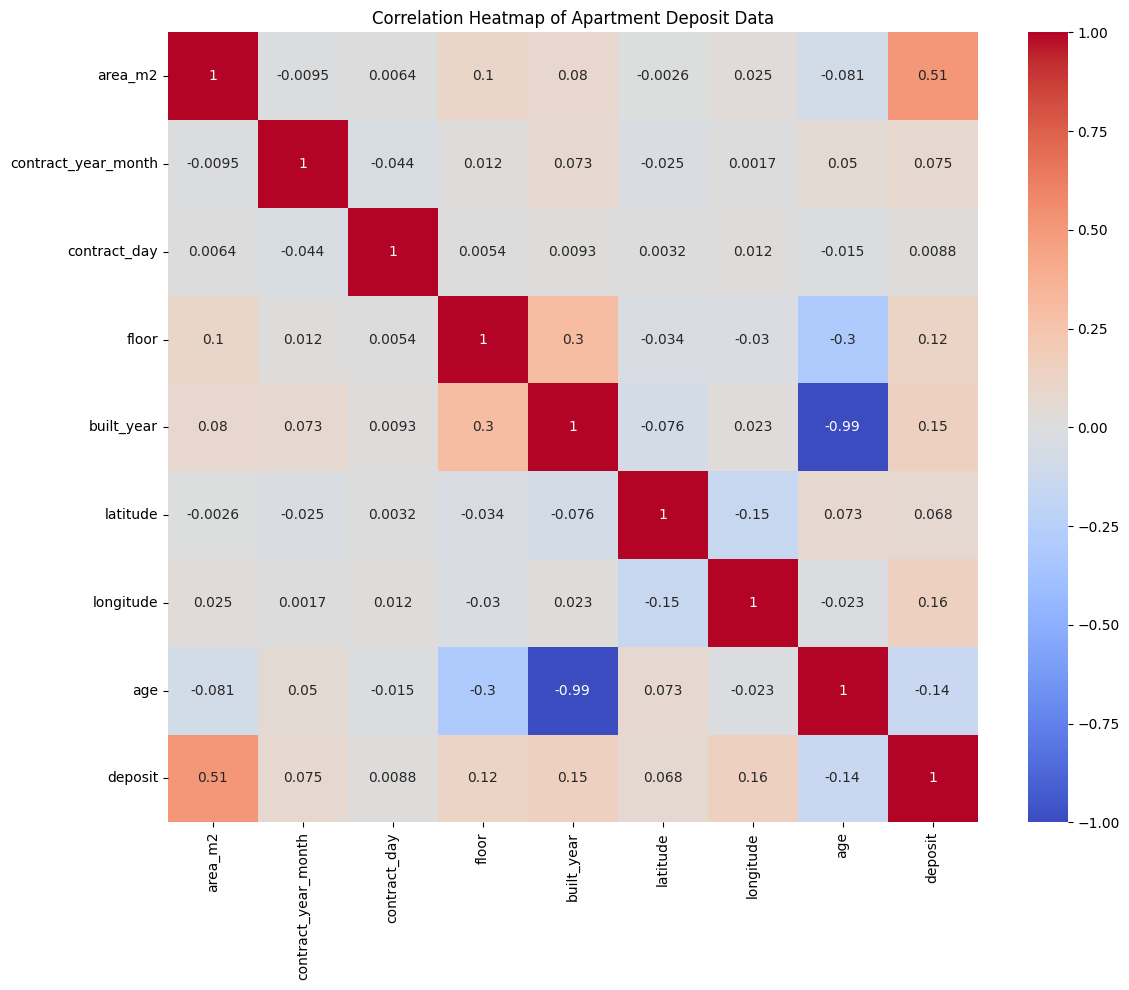 Correlation Heatmap of Apartment Deposit Data
area_m2 1 -0.0095 0.0064 0.1 0.08 -0.0026 0.025 -0.081 0.51
contract_year_month -0.0095 1 -0.044 0.012 0.073 -0.025 0.0017 0.05 0.075
contract_day 0.0064 -0.044 1 0.0054 0.0093 0.0032 0.012 -0.015 0.0088
floor 0.1 0.012 0.0054 1 0.3 -0.034 -0.03 -0.3 0.12
built_year 0.08 0.073 0.0093 0.3 1 -0.076 0.023 -0.99 0.15
latitude -0.0026 -0.025 0.0032 -0.034 -0.076 1 -0.15 0.073 0.068
longitude 0.025 0.0017 0.012 -0.03 0.023 -0.15 1 -0.023 0.16
age -0.081 0.05 -0.015 -0.3 -0.99 0.073 -0.023 1 -0.14
deposit 0.51 0.075 0.0088 0.12 0.15 0.068 0.16 -0.14 1
area_m2
contract_year_month
contract_day
floor
built_year
latitude
longitude
age
deposit
1.00
0.75
0.50
0.25
0.00
−0.25
−0.50
−0.75
−1.00